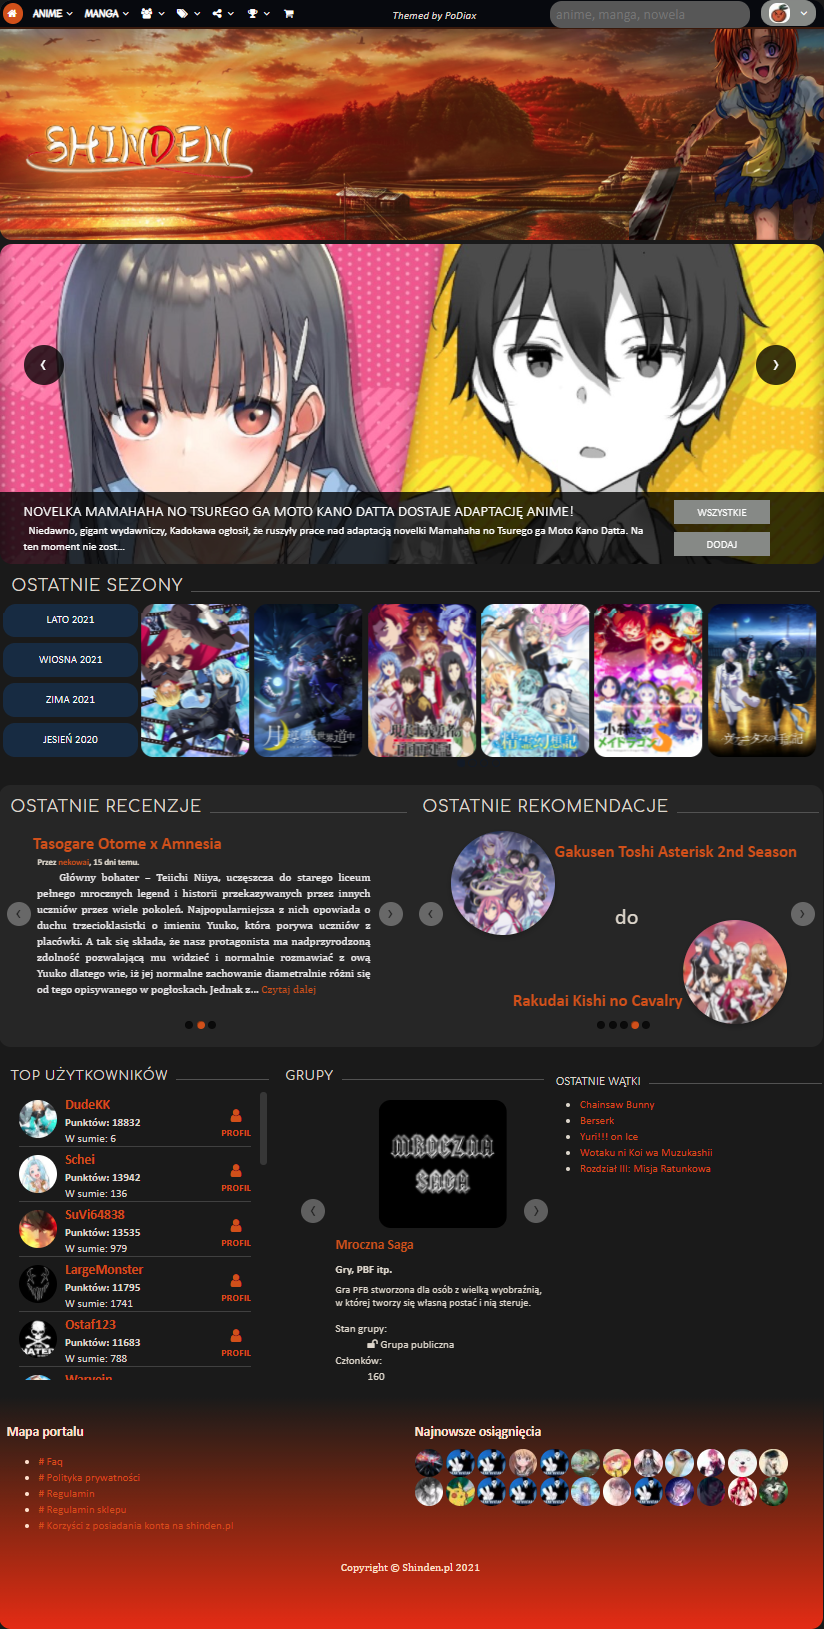 ANIME MANGA
Themed by PoDiax
anime, manga, nowela
SHINDEN
NOVELKA MAMAHAHA NO TSUREGO GA MOTO KANO DATTA DOSTAJE ADAPTACJĘ ANIME!
Niedawno, gigant wydawniczy, Kadokawa ogłosił, że ruszyły prace nad adaptacją novelki Mamahaha no Tsurego ga Moto Kano Datta. Na
ten moment nie zost...
WSZYSTKIE
DODAJ
OSTATNIE SEZONY
LATO 2021
WIOSNA 2021
ZIMA 2021
JESIEŃ 2020
OSTATNIE RECENZJE
Tasogare Otome x Amnesia
Przez nekowai, 15 dni temu.
Główny bohater – Teiichi Niiya, uczęszcza do starego liceum
pełnego mrocznych legend i historii przekazywanych przez innych
uczniów przez wiele pokoleń. Najpopularniejsza z nich opowiada o
duchu trzecioklasistki o imieniu Yuuko, która porywa uczniów z
placówki. A tak się składa, że nasz protagonista ma nadprzyrodzoną
zdolność pozwalającą mu widzieć i normalnie rozmawiać z ową
Yuuko dlatego wie, iż jej normalne zachowanie diametralnie różni się
od tego opisywanego w pogłoskach. Jednak z... Czytaj dalej
OSTATNIE REKOMENDACJE
Gakusen Toshi Asterisk 2nd Season
do
Rakudai Kishi no Cavalry
TOP UŻYTKOWNIKÓW
DudeKK
Punktów: 18832
W sumie: 6
PROFIL
Schei
Punktów: 13942
W sumie: 136
PROFIL
SuVi64838
Punktów: 13535
W sumie: 979
PROFIL
LargeMonster
Punktów: 11795
W sumie: 1741
PROFIL
Ostaf123
Punktów: 11683
W sumie: 788
PROFIL
GRUPY
MROCZNA
SAGA
Mroczna Saga
Gry, PBF itp.
Gra PFB stworzona dla osób z wielką wyobraźnią,
w której tworzy się własną postać i nią steruje.
Stan grupy:
Grupa publiczna
Członków:
160
OSTATNIE WĄTKI
Chainsaw Bunny
Berserk
Yuri!!! on Ice
Wotaku ni Koi wa Muzukashii
Rozdział III: Misja Ratunkowa
Mapa portalu
# Faq
# Polityka prywatności
# Regulamin
# Regulamin sklepu
# Korzyści z posiadania konta na shinden.pl
Najnowsze osiągnięcia
Copyright © Shinden.pl 2021